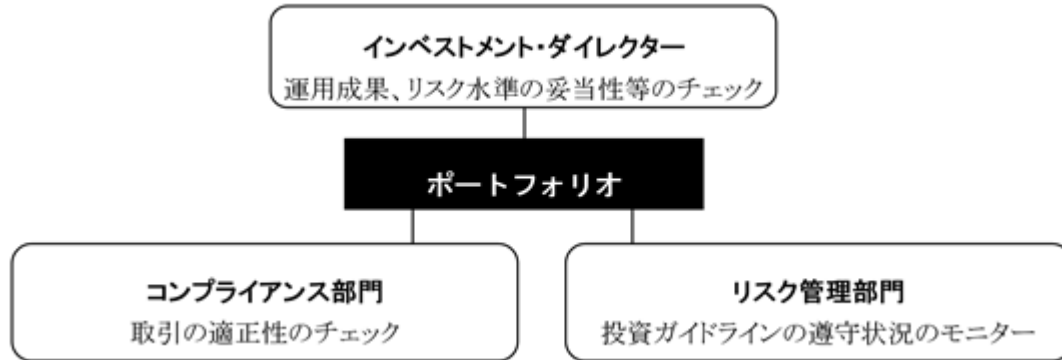 インベストメント・ダイレクター
運用成果、リスク水準の妥当性等のチェック
ポートフォリオ
コンプライアンス部門
取引の適正性のチェック
リスク管理部門
投資ガイドラインの遵守状況のモニター